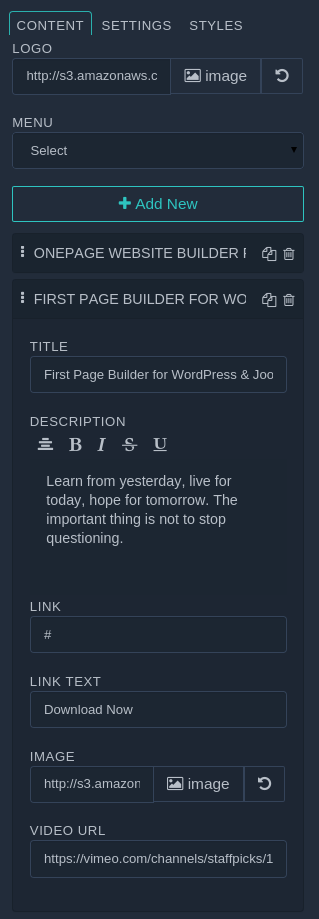 CONTENT SETTINGS STYLES
LOGO
http://s3.amazonaws.c image
MENU
Select
Add New
ONEPAGE WEBSITE BUILDER
FIRST PAGE BUILDER FOR WO
TITLE
First Page Builder for WordPress & Joo
DESCRIPTION
B I S U
Learn from yesterday, live for
today, hope for tomorrow. The
important thing is not to stop
questioning.
LINK
#
LINK TEXT
Download Now
IMAGE
http://s3.amazon image
VIDEO URL
https://vimeo.com/channels/staffpicks/1